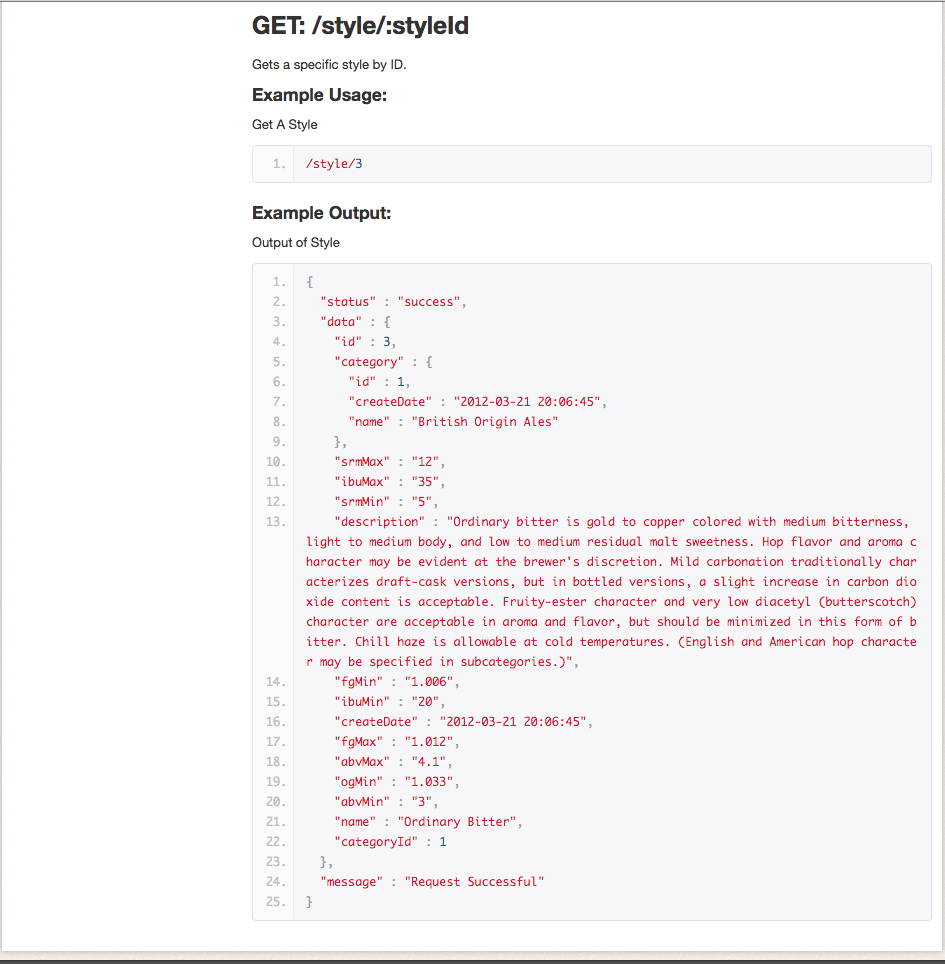 GET: /style/:styleId
Gets a specific style by ID.
Example Usage:
Get A Style
1. /style/3
Example Output:
Output of Style
1. {
2. "status" : "success",
3. "data" : {
4. "id" : 3,
5. "category" : {
6. "id" : 1,
7. "createDate" : "2012-03-21 20:06:45",
8. "name" : "British Origin Ales"
9. },
10. "srmMax" : "12",
11. "ibuMax" : "35",
12. "srmMin" : "5",
13. "description" : "Ordinary bitter is gold to copper colored with medium bitterness,
light to medium body, and low to medium residual malt sweetness. Hop flavor and aroma c
haracter may be evident at the brewer's discretion. Mild carbonation traditionally char
acterizes draft-cask versions, but in bottled versions, a slight increase in carbon dio
xide content is acceptable. Fruity-ester character and very low diacetyl (butterscotch)
character are acceptable in aroma and flavor, but should be minimized in this form of b
itter. Chill haze is allowable at cold temperatures. (English and American hop characte
r may be specified in subcategories.)",
14. "fgMin" : "1.006",
15. "ibuMin" : "20",
16. "createDate" : "2012-03-21 20:06:45",
17. "fgMax" : "1.012",
18. "abvMax" : "4.1",
19. "ogMin" : "1.033",
20. "abvMin" : "3",
21. "name" : "Ordinary Bitter",
22. "categoryId" : 1
23. },
24. "message" : "Request Successful"
25. }